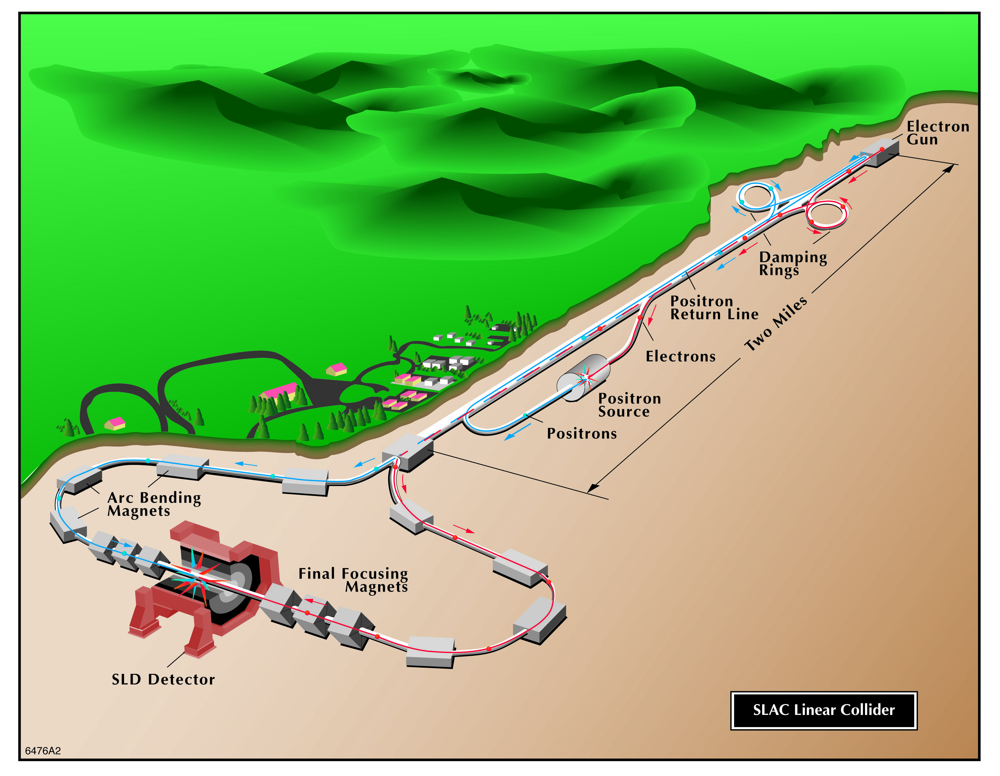 Electron
Gun
Damping
Rings
Positron
Return Line
Two Miles
Electrons
Positron
Source
Positrons
Arc Bending
Magnets
Final Focusing
Magnets
SLD Detector
SLAC Linear Collider
6476A2